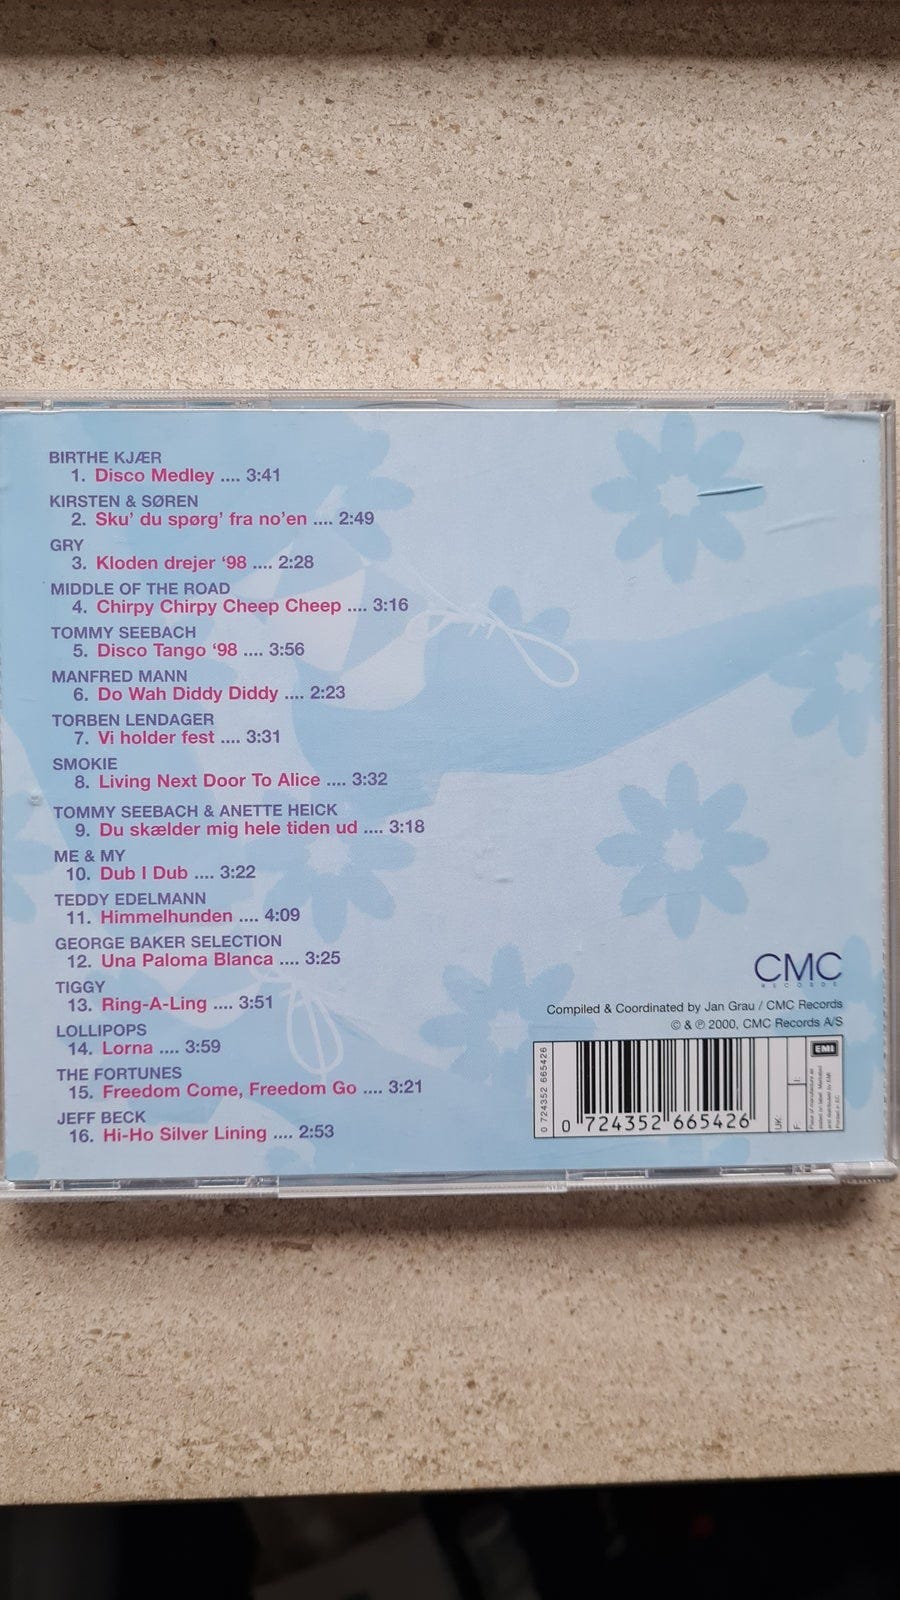 BIRTHE KJÆR
1. Disco Medley .... 3:41
KIRSTEN & SØREN
2. Sku’ du spørg’ fra no’en .... 2:49
GRY
3. Kloden drejer ‘98 .... 2:28
MIDDLE OF THE ROAD
4. Chirpy Chirpy Cheep Cheep .... 3:16
TOMMY SEEBACH
5. Disco Tango ‘98 .... 3:56
MANFRED MANN
6. Do Wah Diddy Diddy .... 2:23
TORBEN LENDAGER
7. Vi holder fest .... 3:31
SMOKIE
8. Living Next Door To Alice .... 3:32
TOMMY SEEBACH & ANETTE HEICK
9. Du skælder mig hele tiden ud .... 3:18
ME & MY
10. Dub I Dub .... 3:22
TEDDY EDELMANN
11. Himmelhunden .... 4:09
GEORGE BAKER SELECTION
12. Una Paloma Blanca .... 3:25
TIGGY
13. Ring-A-Ling .... 3:51
LOLLIPOPS
14. Lorna .... 3:59
THE FORTUNES
15. Freedom Come, Freedom Go .... 3:21
JEFF BECK
16. Hi-Ho Silver Lining .... 2:53
CMC
RECORDS
Compiled & Coordinated by Jan Grau / CMC Records
© & ℗ 2000, CMC Records A/S
0 724352 665426
0 724352 665426
UK:
F:
I:
EMI